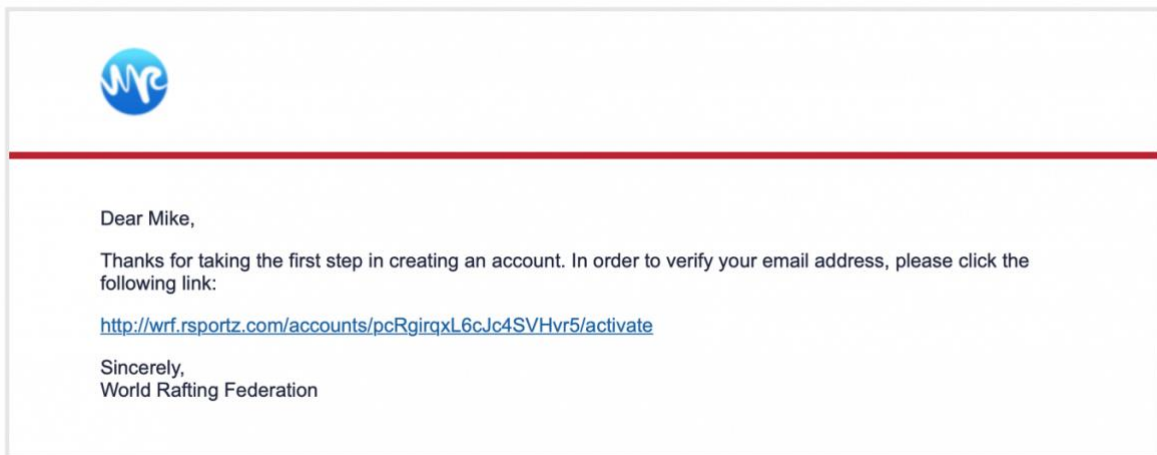 Dear Mike,
Thanks for taking the first step in creating an account. In order to verify your email address, please click the
following link:
http://wrf.rsportz.com/accounts/pcRgirqxL6cJc4SVHvr5/activate
Sincerely,
World Rafting Federation